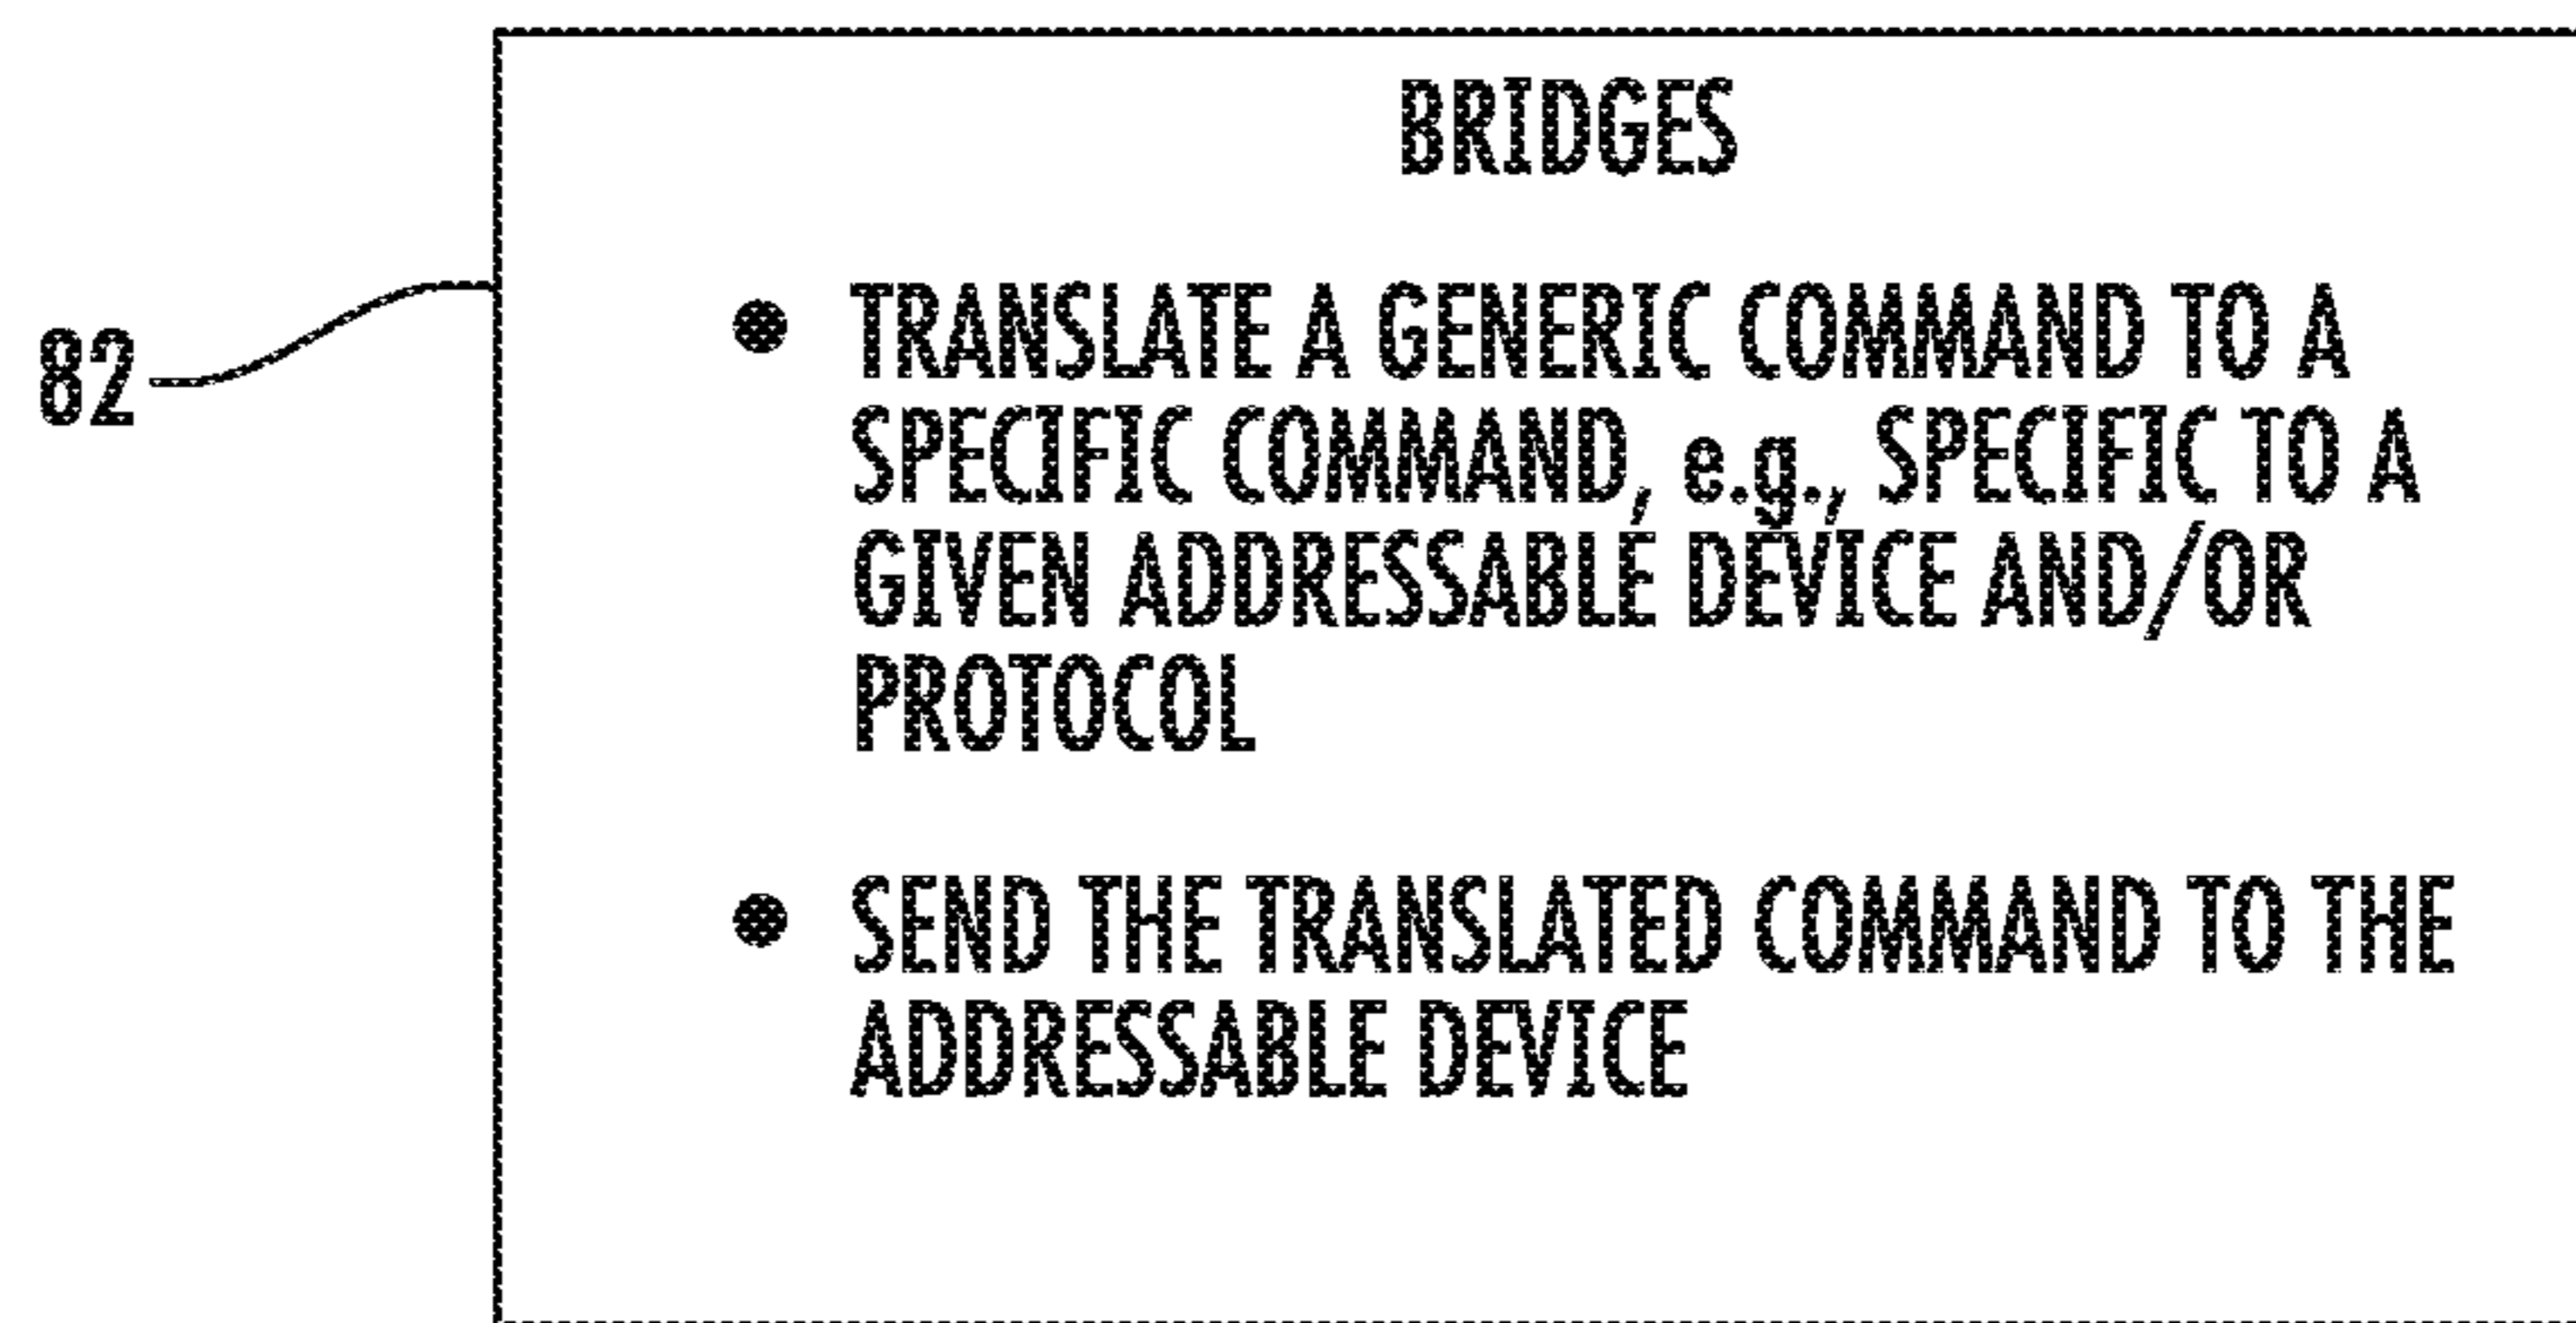 BRIDGES
82
● TRANSLATE A GENERIC COMMAND TO A
SPECIFIC COMMAND, e.g., SPECIFIC TO A
GIVEN ADDRESSABLE DEVICE AND/OR
PROTOCOL
● SEND THE TRANSLATED COMMAND TO THE
ADDRESSABLE DEVICE